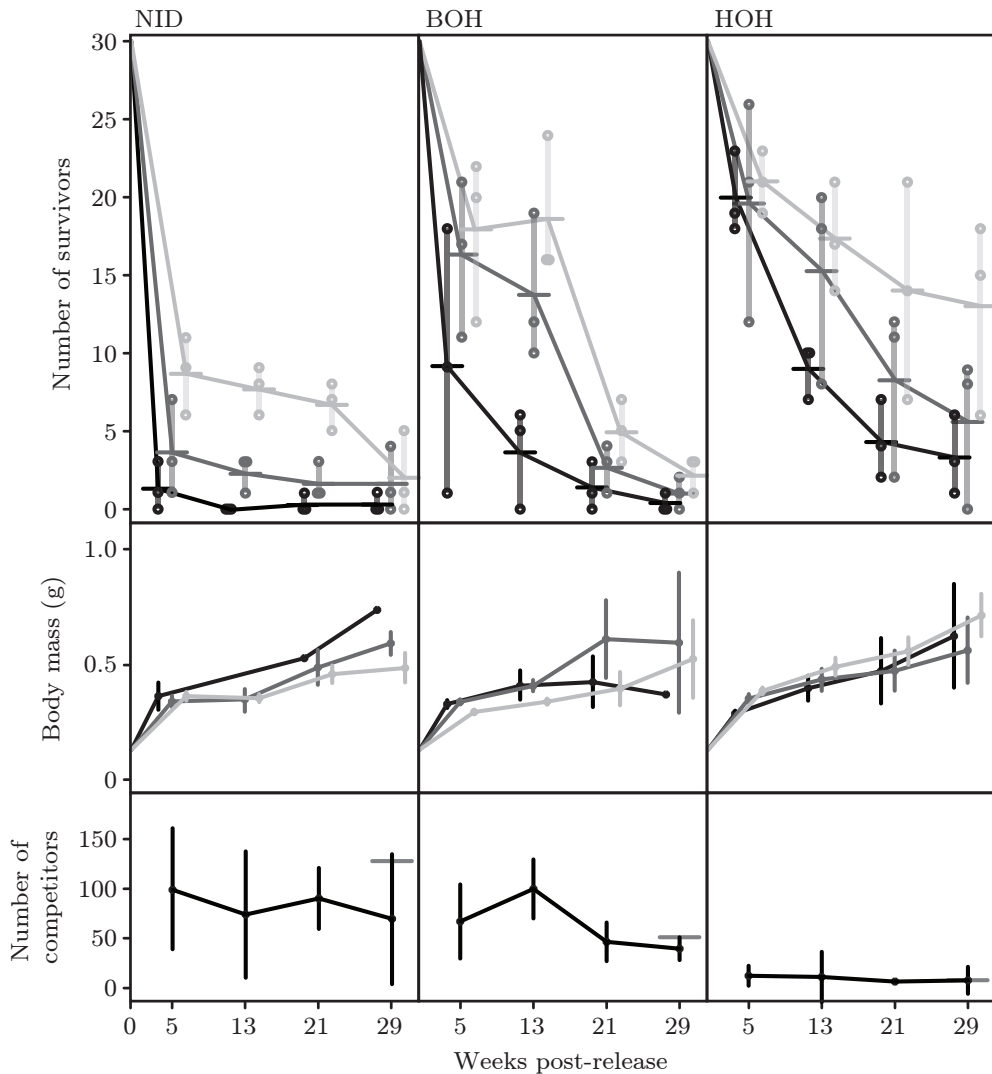 NID BOH HOH
30
25
20
15
10
5
0
Number of survivors
1.0
0.5
0
Body mass (g)
150
100
50
0
Number of
competitors
0 5 13 21 29 5 13 21 29 5 13 21 29
Weeks post-release